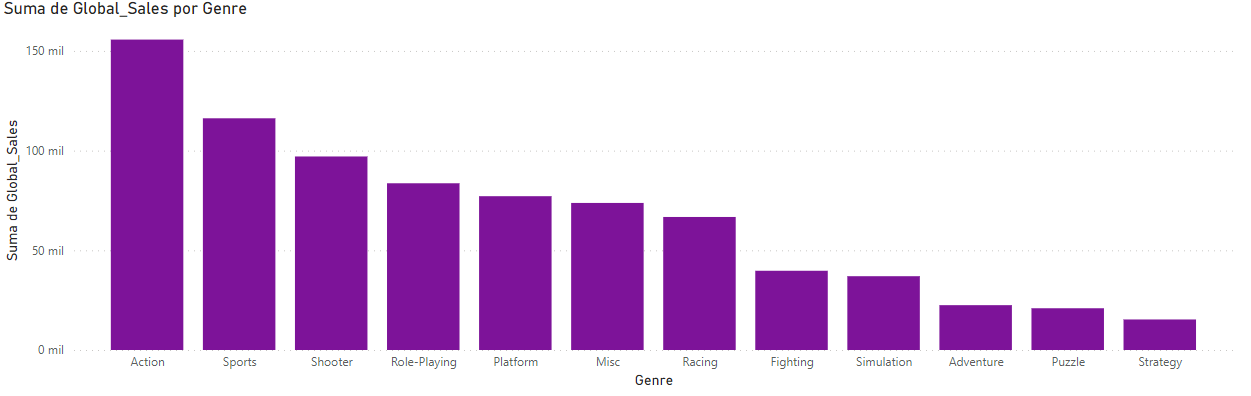 Suma de Global_Sales por Genre
Suma de Global_Sales
150 mil
100 mil
50 mil
0 mil
Action
Sports
Shooter
Role-Playing
Platform
Misc
Racing
Fighting
Simulation
Adventure
Puzzle
Strategy
Genre